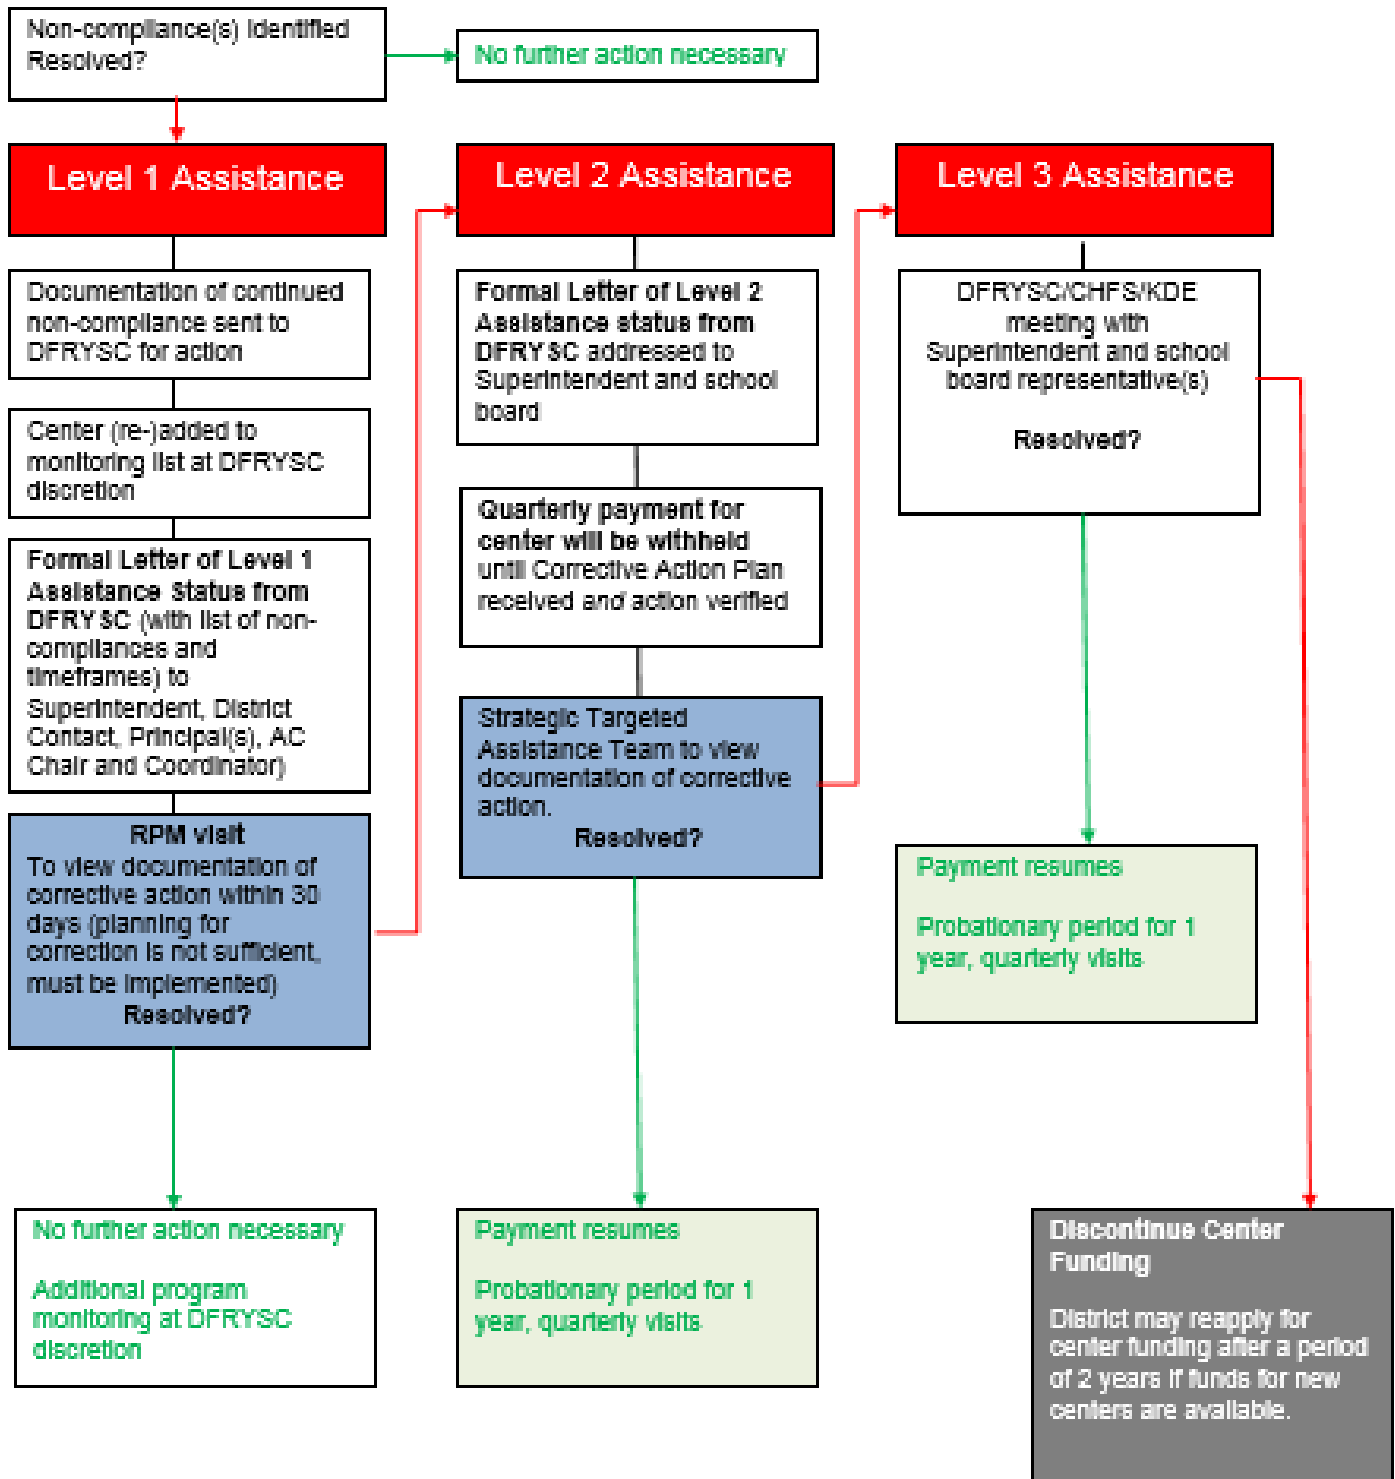 Non-compliance(s) Identified
Resolved?
No further action necessary
Level 1 Assistance
Documentation of continued
non-compliance sent to
DFRYSC for action
Center (re-)added to
monitoring list at DFRYSC
discretion
Formal Letter of Level 1
Assistance Status from
DFRYSC (with list of non-
compliances and
timeframes) to
Superintendent, District
Contact, Principal(s), AC
Chair and Coordinator)
RPM visit
To view documentation of
corrective action within 30
days (planning for
correction is not sufficient,
must be implemented)
Resolved?
No further action necessary
Additional program
monitoring at DFRYSC
discretion
Level 2 Assistance
Formal Letter of Level 2
Assistance status from
DFRYSC addressed to
Superintendent and school
board
Quarterly payment for
center will be withheld
until Corrective Action Plan
received and action verified
Strategic Targeted
Assistance Team to view
documentation of corrective
action.
Resolved?
Payment resumes
Probationary period for 1
year, quarterly visits
Level 3 Assistance
DFRYSC/CHFS/KDE
meeting with
Superintendent and school
board representative(s)
Resolved?
Payment resumes
Probationary period for 1
year, quarterly visits
Discontinue Center
Funding
District may reapply for
center funding after a period
of 2 years if funds for new
centers are available.